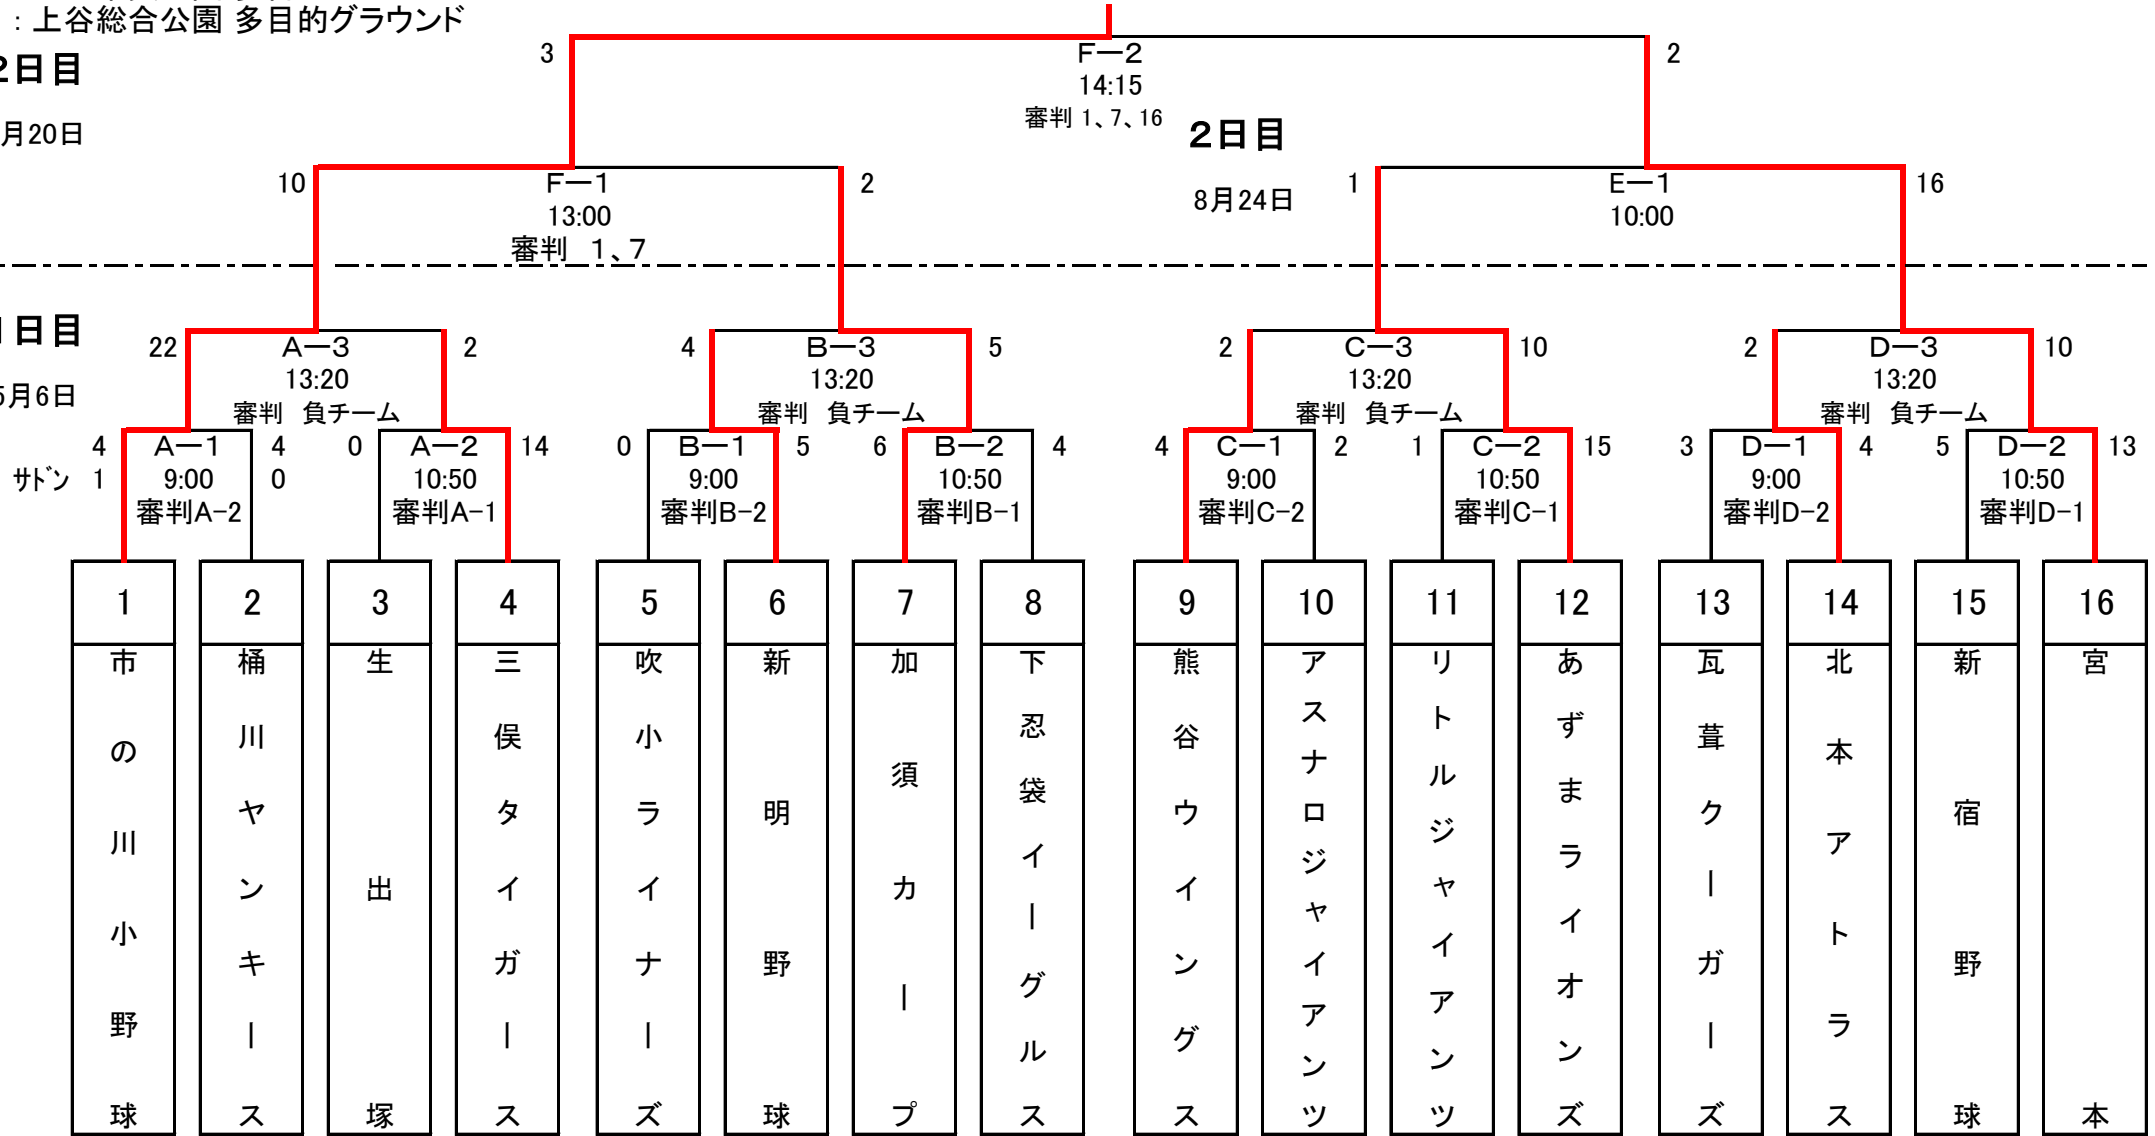 ：上谷総合公園 多目的グラウンド
2日目
月20日
3
F－2
2
14:15
審判 1、7、16
2日目
8月24日
10
F－1
2
13:00
審判　1、7
1
E－1
16
10:00
1日目
5月6日
22
A－3
2
13:20
審判　負チーム
4
B－3
5
13:20
審判　負チーム
2
C－3
10
13:20
審判　負チーム
2
D－3
10
13:20
審判　負チーム
4
A－1
4
サドン
1
9:00
0
審判A-2
0
A－2
14
10:50
審判A-1
0
B－1
5
9:00
審判B-2
6
B－2
4
10:50
審判B-1
4
C－1
2
9:00
審判C-2
1
C－2
15
10:50
審判C-1
3
D－1
4
9:00
審判D-2
5
D－2
13
10:50
審判D-1
1
市の川小野球
2
桶川ヤンキース
3
生出塚
4
三俣タイガース
5
吹小ライナーズ
6
新明野球
7
加須カープ
8
下忍袋イーグルス
9
熊谷ウイングス
10
アスナロジャイアンツ
11
リトルジャイアンツ
12
あずまライオンズ
13
瓦葺クーガーズ
14
北本アトラス
15
新宿野球
16
宮本